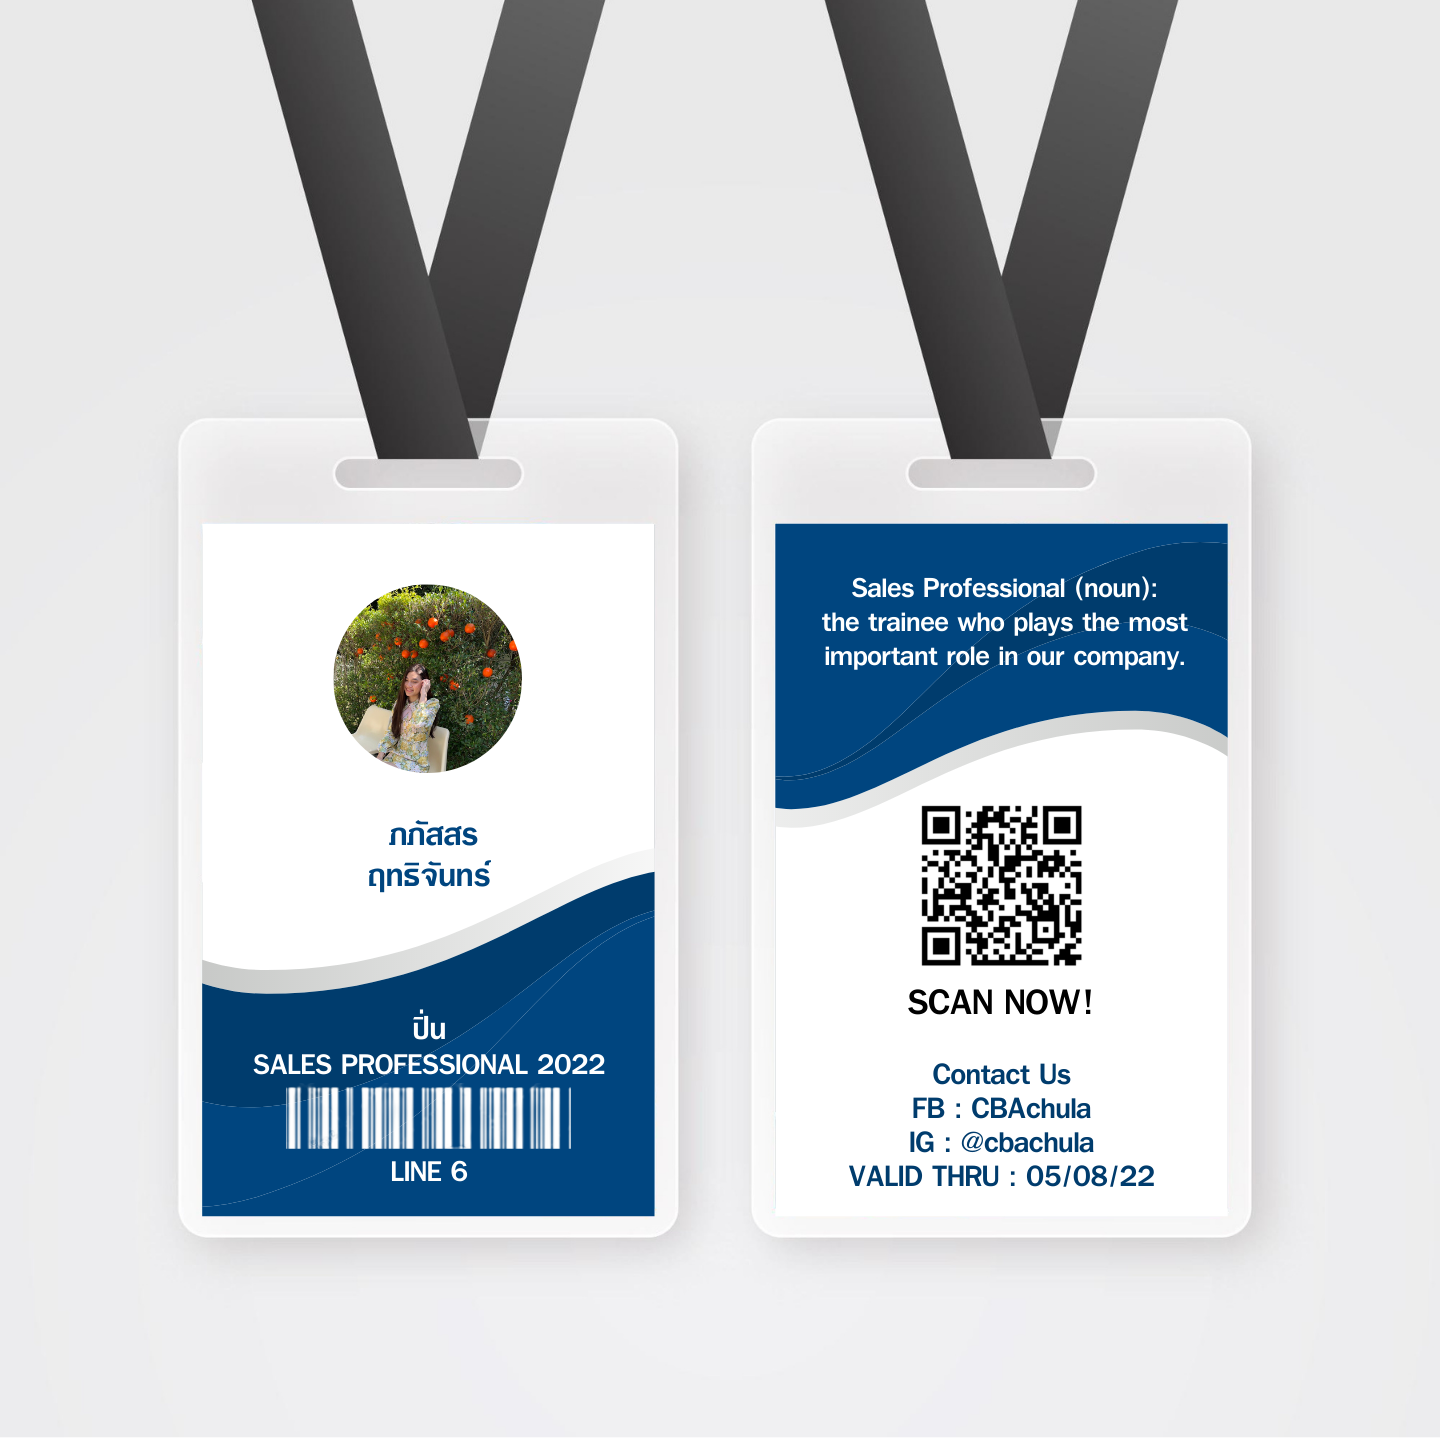 ภภัสสร
ฤทธิจันทร์
ปิ่น
SALES PROFESSIONAL 2022
LINE 6
Sales Professional (noun):
the trainee who plays the most
important role in our company.
SCAN NOW!
Contact Us
FB : CBAchula
IG : @cbachula
VALID THRU : 05/08/22